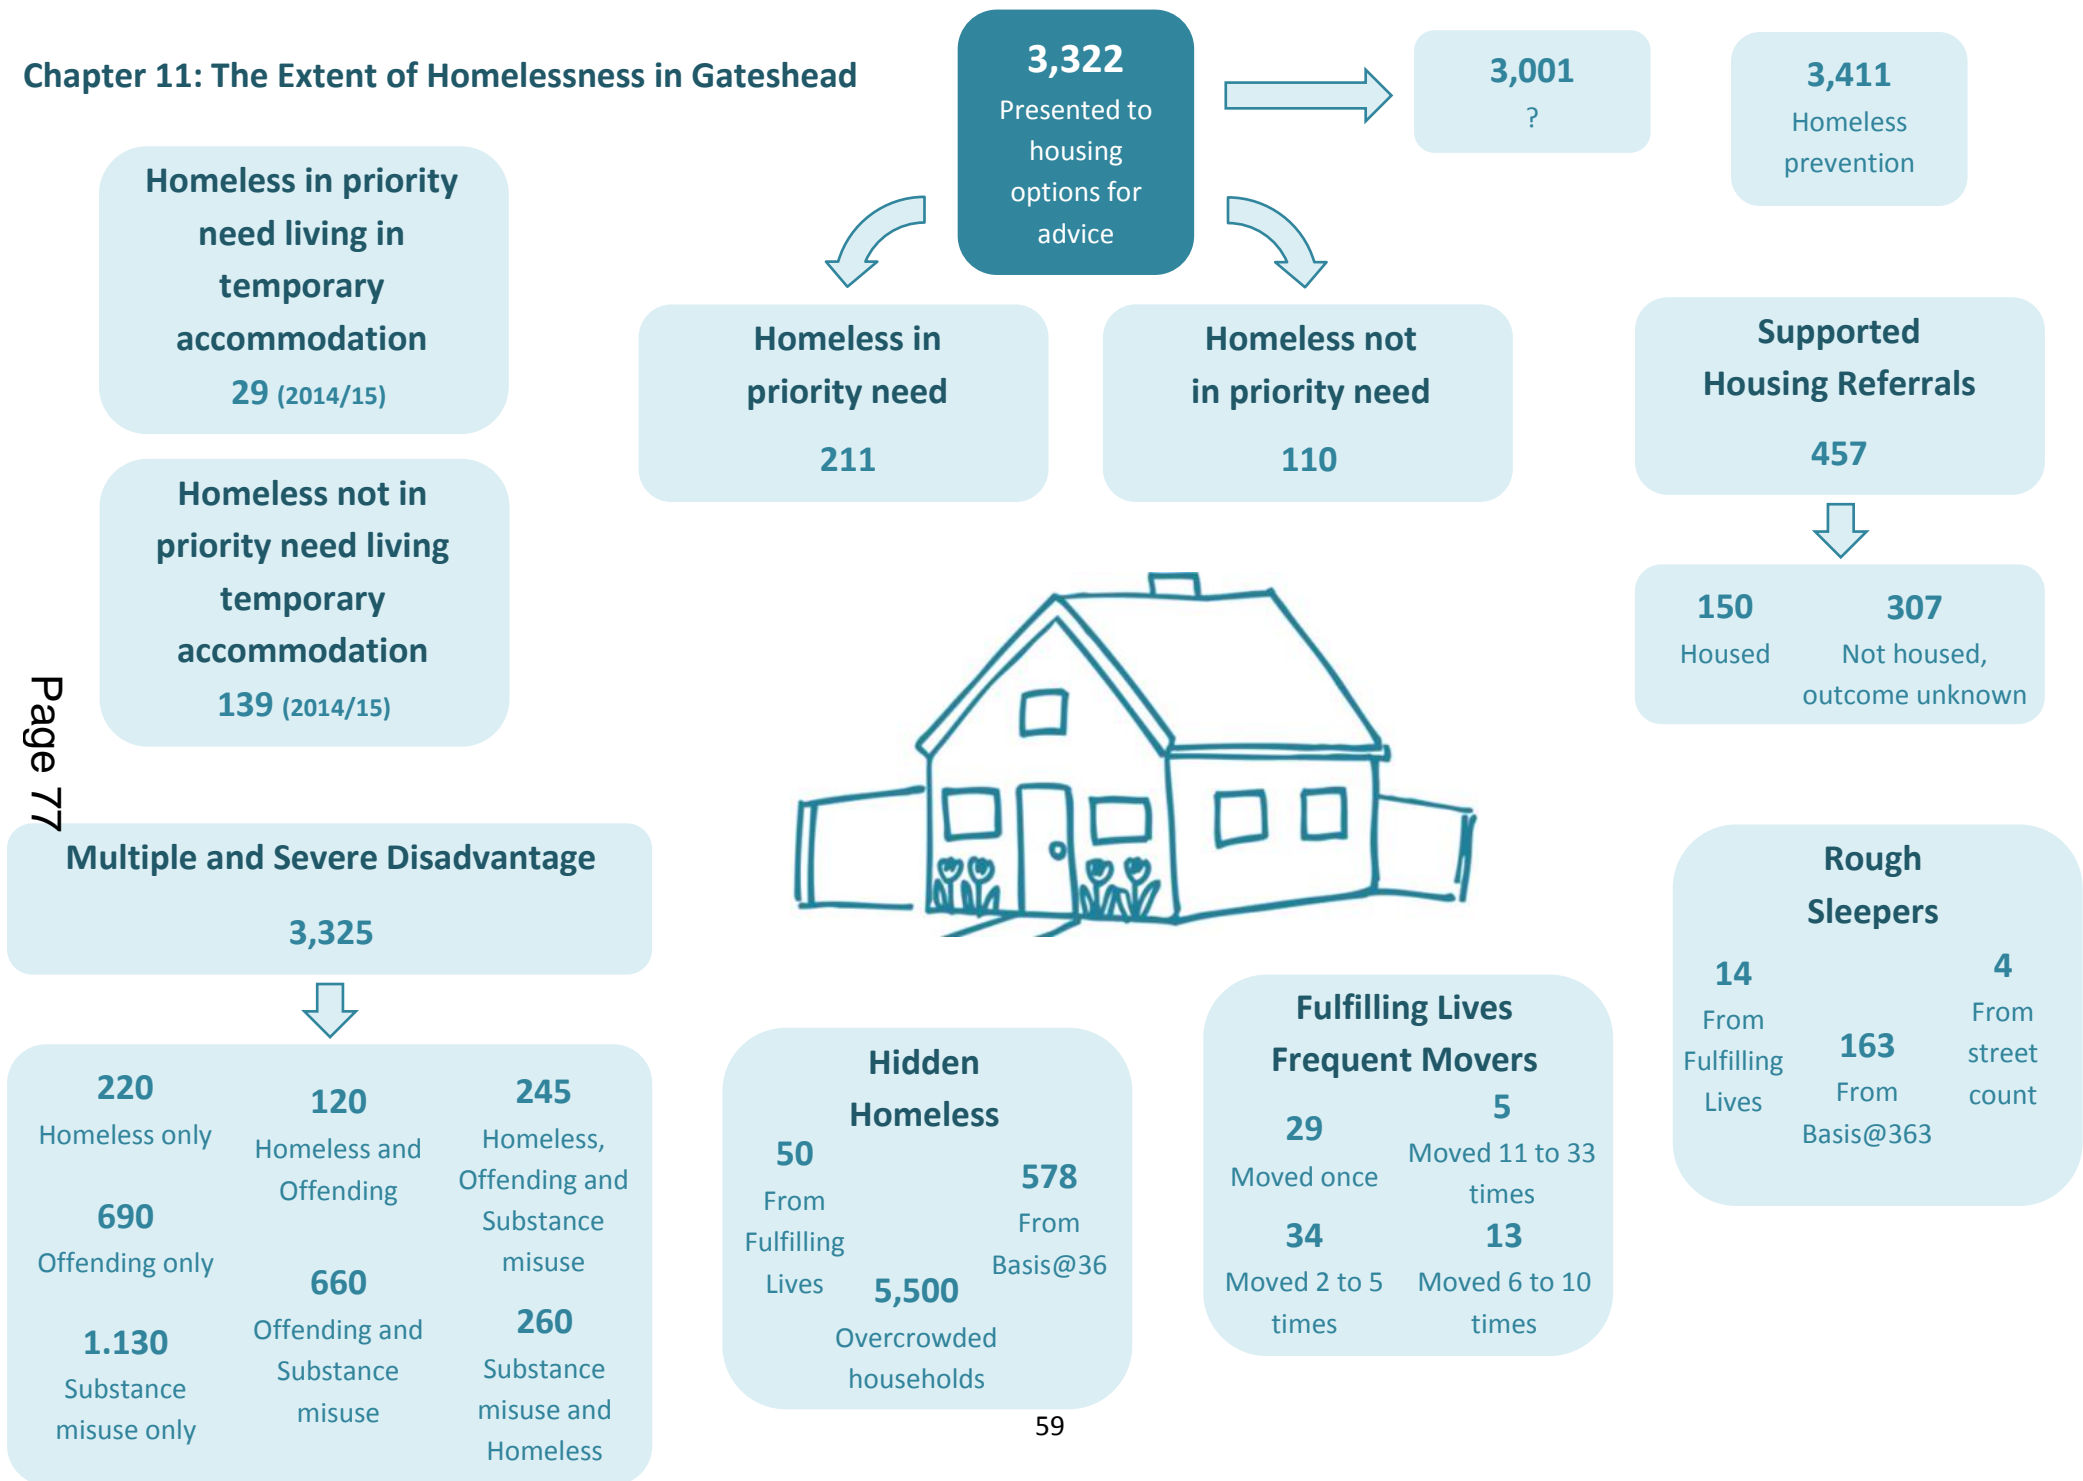 Chapter 11: The Extent of Homelessness in Gateshead
3,322
Presented to
housing
options for
advice
3,001
?
3,411
Homeless
prevention
Homeless in priority
need living in
temporary
accommodation
29 (2014/15)
Homeless in
priority need
211
Homeless not
in priority need
110
Supported
Housing Referrals
457
150
Housed
307
Not housed,
outcome unknown
Homeless not in
priority need living
temporary
accommodation
139 (2014/15)
Page 77
Multiple and Severe Disadvantage
3,325
220
Homeless only
690
Offending only
1.130
Substance
misuse only
120
Homeless and
Offending
660
Offending and
Substance
misuse
245
Homeless,
Offending and
Substance
misuse
260
Substance
misuse and
Homeless
Hidden
Homeless
50
From
Fulfilling
Lives
5,500
Overcrowded
households
578
From
Basis@36
Fulfilling Lives
Frequent Movers
29
Moved once
5
Moved 11 to 33
times
34
Moved 2 to 5
times
13
Moved 6 to 10
times
Rough
Sleepers
14
From
Fulfilling
Lives
163
From
Basis@363
4
From
street
count
59